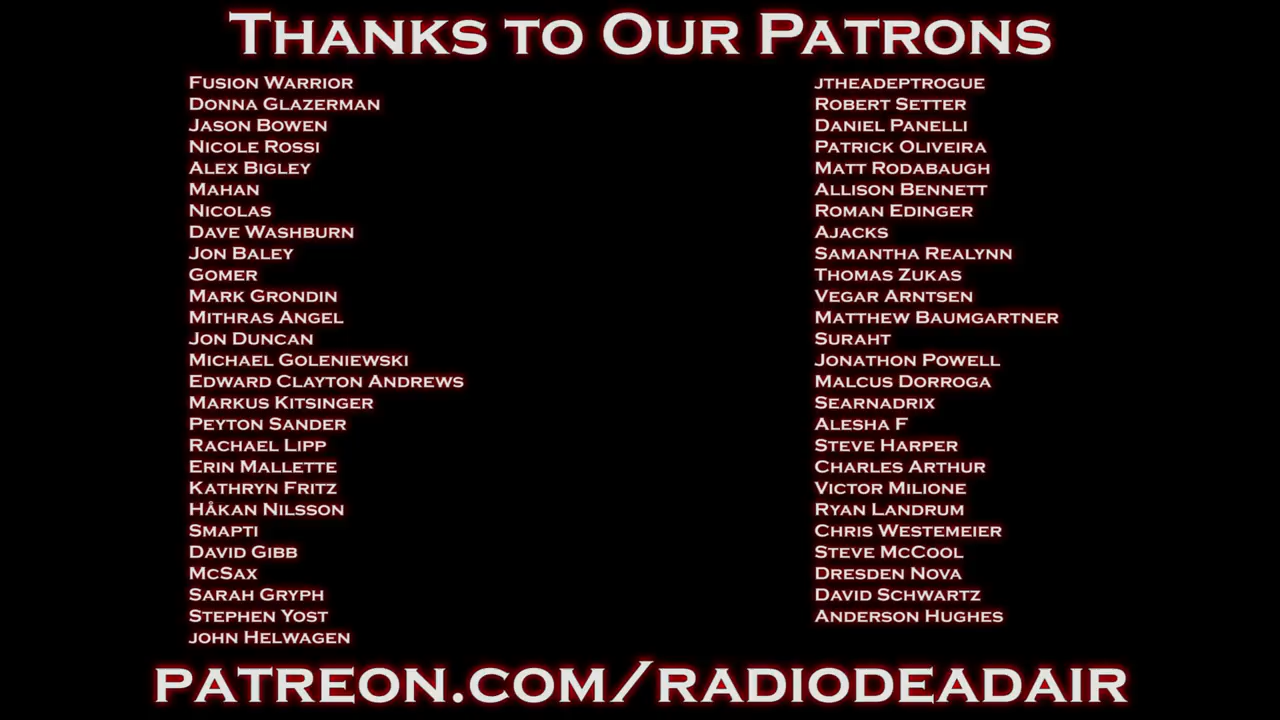 Thanks to Our Patrons
Fusion Warrior
Donna Glazerman
Jason Bowen
Nicole Rossi
Alex Bigley
Mahan
Nicolas
Dave Washburn
Jon Baley
Gomer
Mark Grondin
Mithras Angel
Jon Duncan
Michael Goleniewski
Edward Clayton Andrews
Markus Kitsinger
Peyton Sander
Rachael Lipp
Erin Mallette
Kathryn Fritz
Håkan Nilsson
Smapti
David Gibb
McSax
Sarah Gryph
Stephen Yost
john Helwagen
jtheadeptrogue
Robert Setter
Daniel Panelli
Patrick Oliveira
Matt Rodabaugh
Allison Bennett
Roman Edinger
Ajacks
Samantha Realynn
Thomas Zukas
Vegar Arntsen
Matthew Baumgartner
Suraht
Jonathon Powell
Malcus Dorroga
Searnadrix
Alesha F
Steve Harper
Charles Arthur
Victor Milione
Ryan Landrum
Chris Westemeier
Steve McCool
Dresden Nova
David Schwartz
Anderson Hughes
patreon.com/radiodeadair